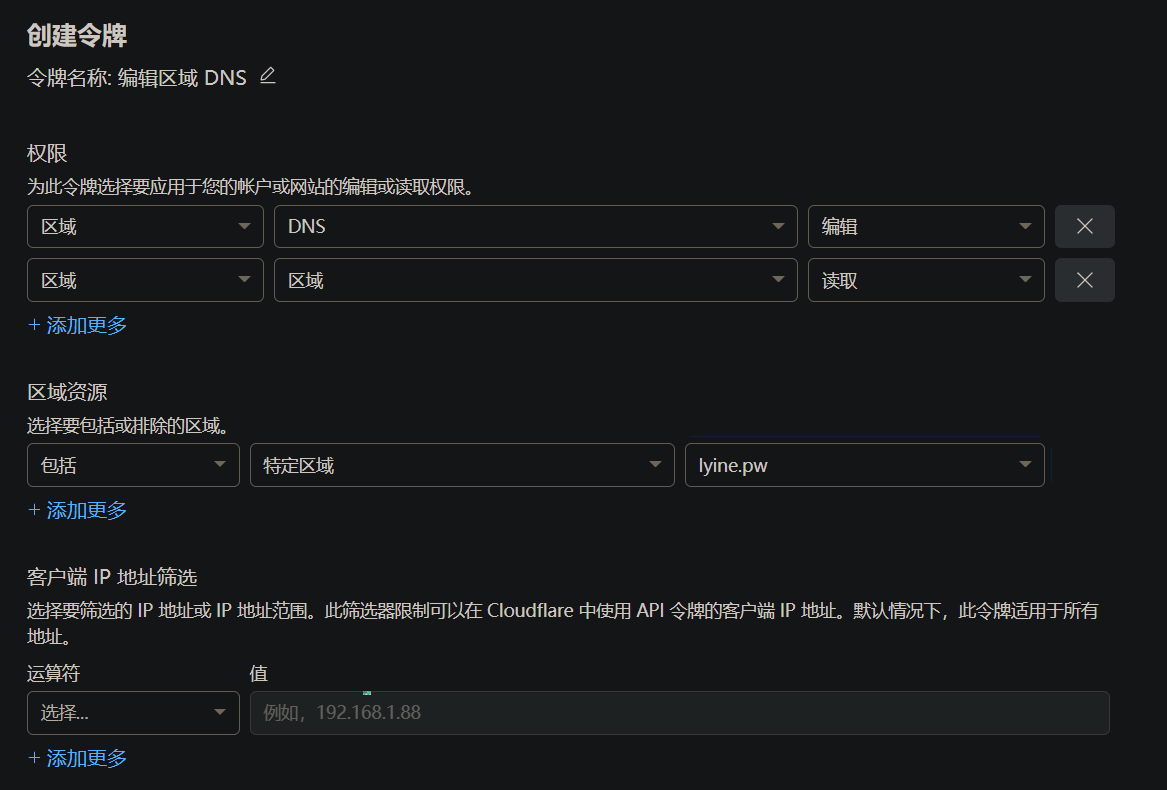 创建令牌
令牌名称: 编辑区域 DNS
权限
为此令牌选择要应用于您的帐户或网站的编辑或读取权限。
区域 DNS 编辑
区域 区域 读取
+ 添加更多
区域资源
选择要包括或排除的区域。
包括 特定区域 lyine.pw
+ 添加更多
客户端 IP 地址筛选
选择要筛选的 IP 地址或 IP 地址范围。此筛选器限制可以在 Cloudflare 中使用 API 令牌的客户端 IP 地址。默认情况下，此令牌适用于所有
地址。
运算符 值
选择... 例如，192.168.1.88
+ 添加更多